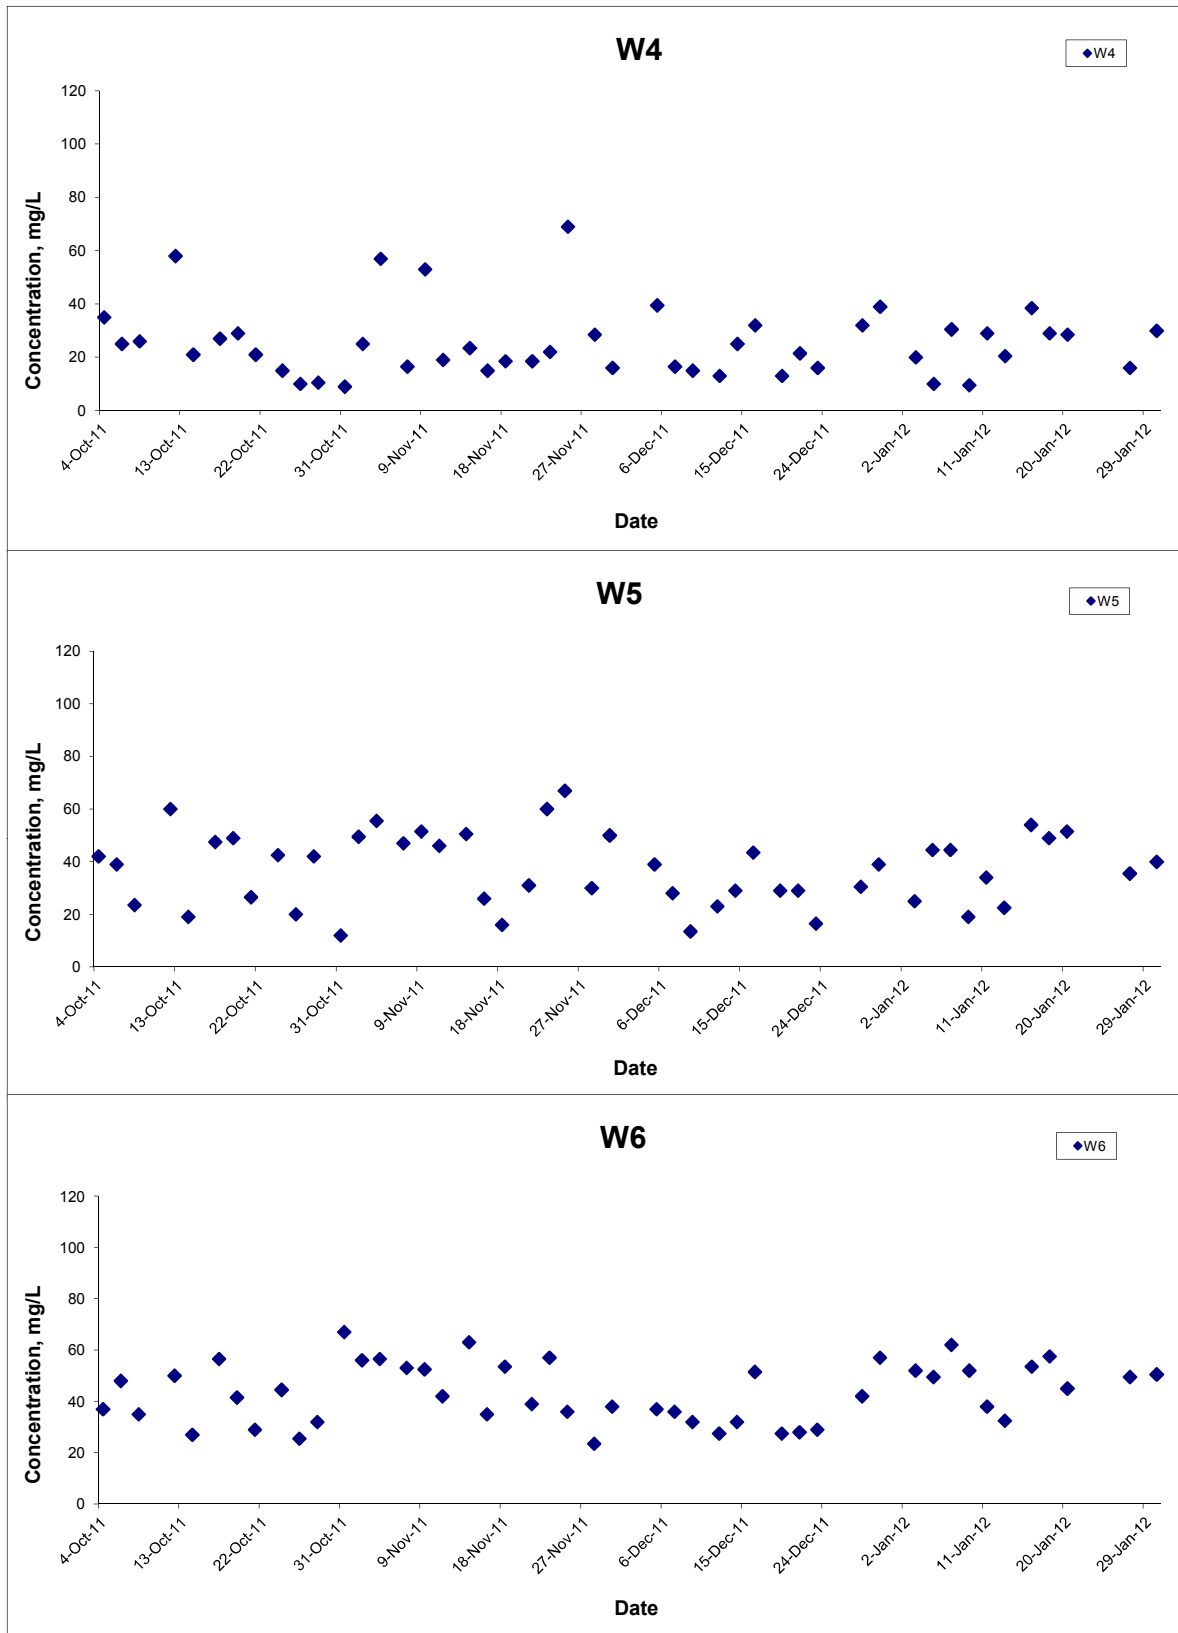 W4
W4
120
100
80
60
40
20
0
Concentration, mg/L
4-Oct-11 13-Oct-11 22-Oct-11 31-Oct-11 9-Nov-11 18-Nov-11 27-Nov-11 6-Dec-11 15-Dec-11 24-Dec-11 2-Jan-12 11-Jan-12 20-Jan-12 29-Jan-12
Date
W5
W5
120
100
80
60
40
20
0
Concentration, mg/L
4-Oct-11 13-Oct-11 22-Oct-11 31-Oct-11 9-Nov-11 18-Nov-11 27-Nov-11 6-Dec-11 15-Dec-11 24-Dec-11 2-Jan-12 11-Jan-12 20-Jan-12 29-Jan-12
Date
W6
W6
120
100
80
60
40
20
0
Concentration, mg/L
4-Oct-11 13-Oct-11 22-Oct-11 31-Oct-11 9-Nov-11 18-Nov-11 27-Nov-11 6-Dec-11 15-Dec-11 24-Dec-11 2-Jan-12 11-Jan-12 20-Jan-12 29-Jan-12
Date